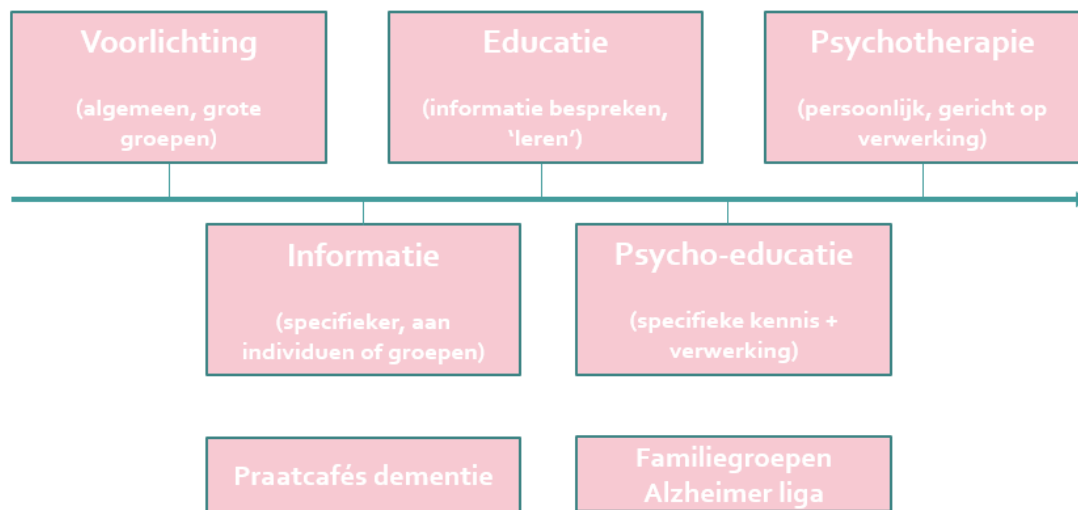 Voorlichting
(algemeen, grote
groepen)
Educatie
(informatie bespreken,
‘leren’)
Psychotherapie
(persoonlijk, gericht op
verwerking)
Informatie
(specifieker, aan
individuen of groepen)
Psycho-educatie
(specifieke kennis +
verwerking)
Praatcafés dementie
Familiegroepen
Alzheimer liga